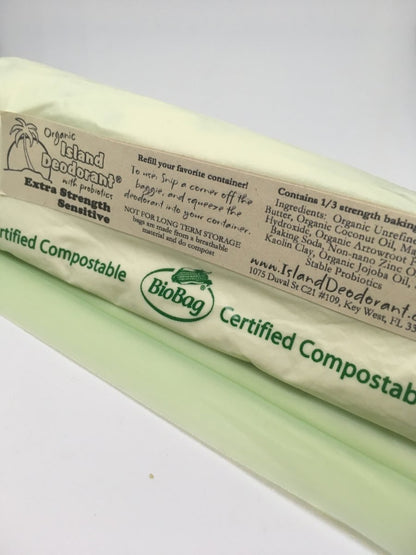 Organic
Island
Deodorant®
with probiotics
Extra Strength
Sensitive
Refill your favorite container!
To use, Snip a corner off the
baggie, and squeeze the
deodorant into your container.
NOT FOR LONG TERM STORAGE
bags are made from a breathable
material and do compost
Contains 1/3 strength baking
Ingredients: Organic Unrefin
Butter, Organic Coconut Oil, Mag
Hydroxide, Organic Arrowroot
Baking Soda, Non-nano Zinc O
Kaolin Clay, Organic Jojoba Oil,
Stable Probiotics
www.IslandDeodorant.c
1075 Duval St C21 #109, Key West, FL 33
rtified Compostable
BioBag®
Certified Compostab